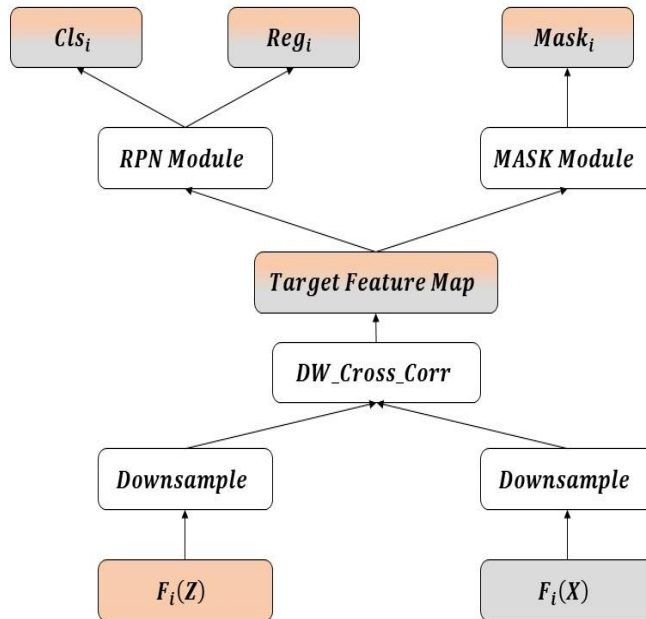 Cls_i
Reg_i
Mask_i
RPN Module
MASK Module
Target Feature Map
DW_Cross_Corr
Downsample
Downsample
F_i(Z)
F_i(X)